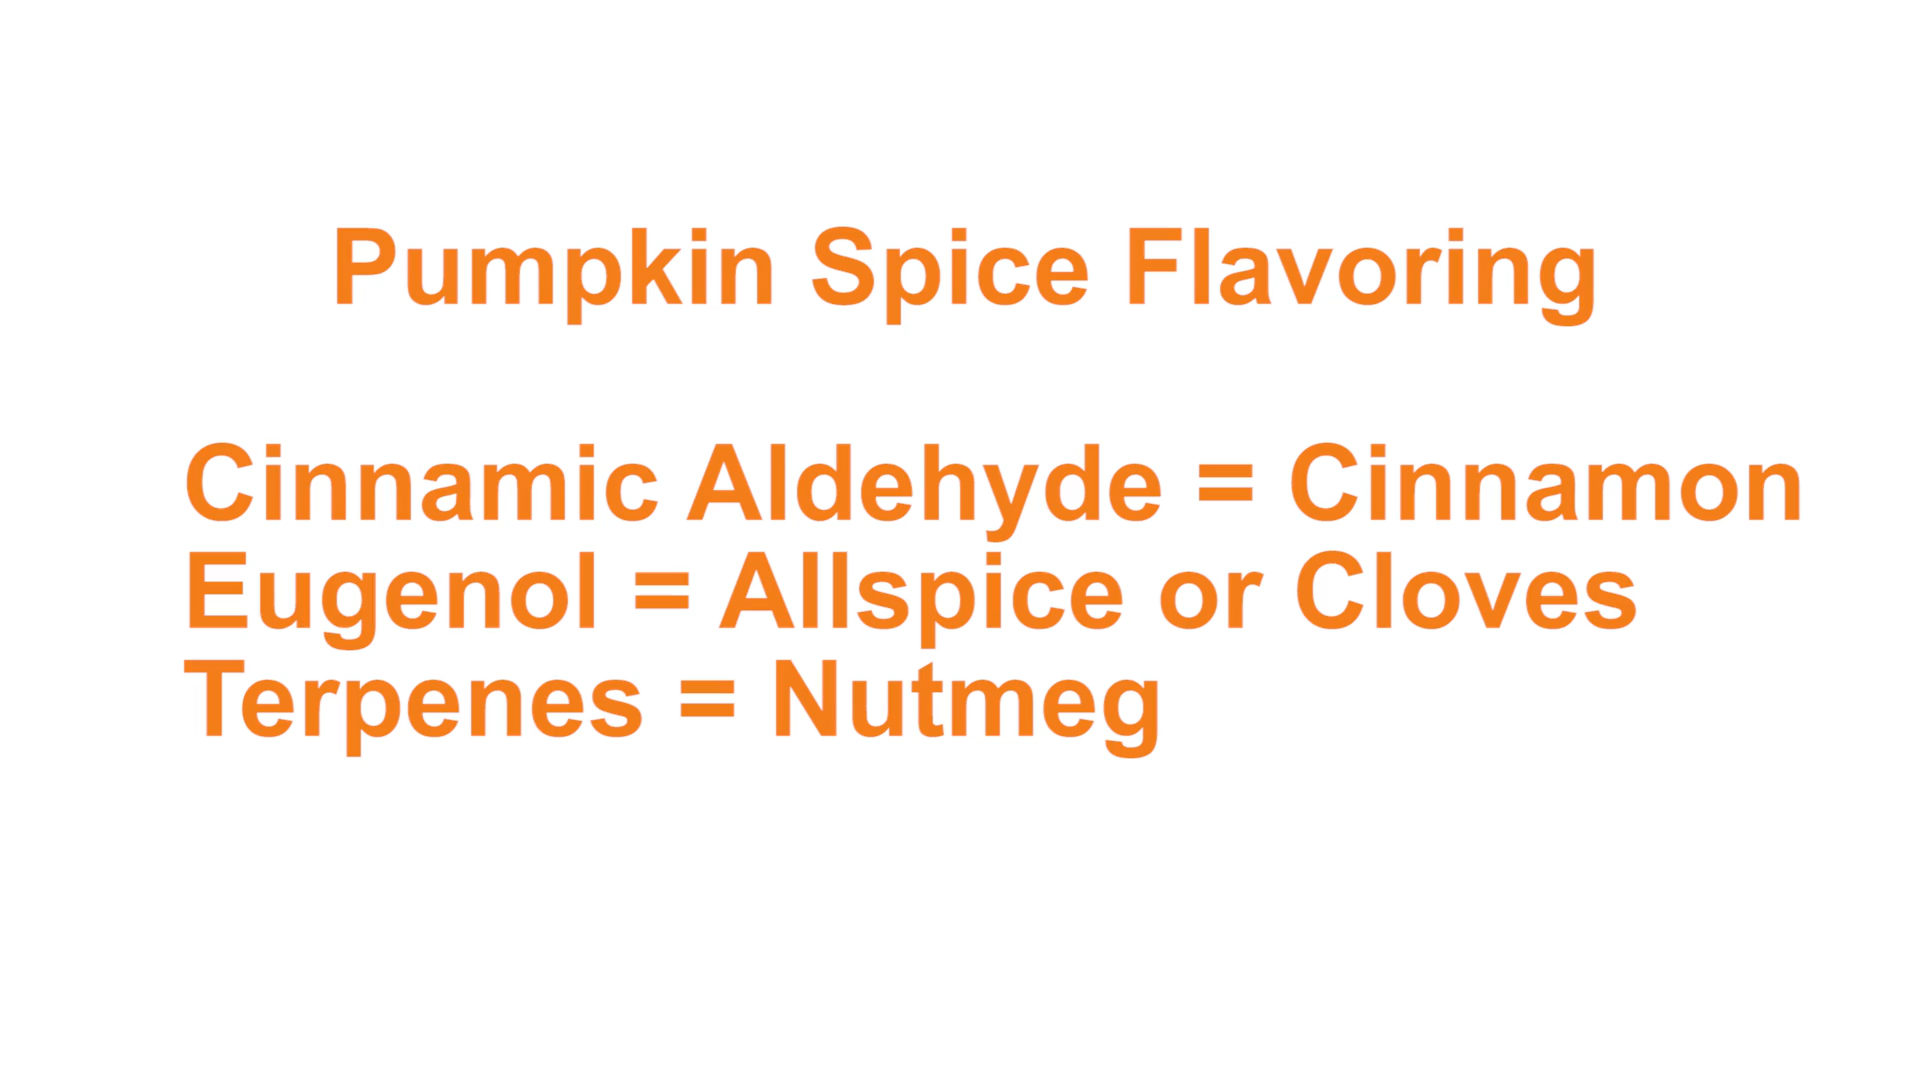 Pumpkin Spice Flavoring
Cinnamic Aldehyde = Cinnamon
Eugenol = Allspice or Cloves
Terpenes = Nutmeg